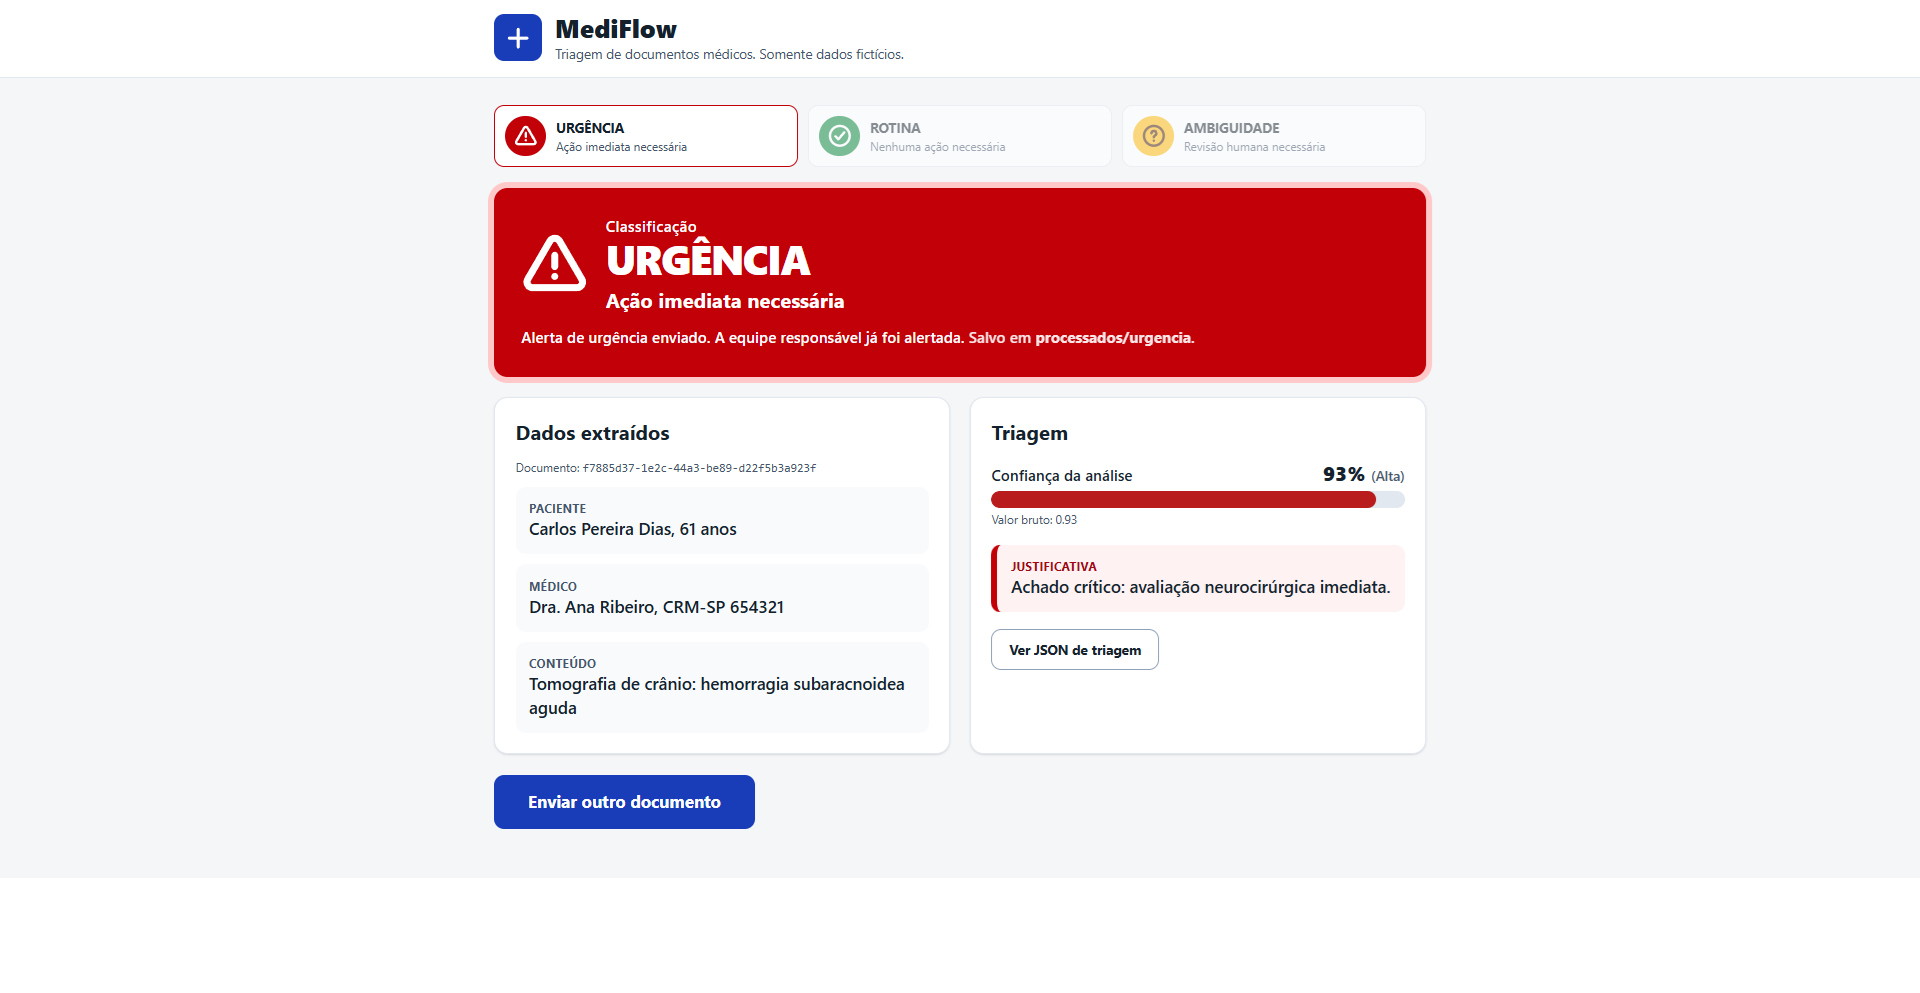 MediFlow
Triagem de documentos médicos. Somente dados fictícios.
URGÊNCIA
Ação imediata necessária
ROTINA
Nenhuma ação necessária
AMBIGUIDADE
Revisão humana necessária
Classificação
URGÊNCIA
Ação imediata necessária
Alerta de urgência enviado. A equipe responsável já foi alertada. Salvo em processados/urgencia.
Dados extraídos
Documento: f7885d37-1e2c-44a3-be89-d22f5b3a923f
PACIENTE
Carlos Pereira Dias, 61 anos
MÉDICO
Dra. Ana Ribeiro, CRM-SP 654321
CONTEÚDO
Tomografia de crânio: hemorragia subaracnoidea
aguda
Triagem
Confiança da análise 93% (Alta)
Valor bruto: 0.93
JUSTIFICATIVA
Achado crítico: avaliação neurocirúrgica imediata.
Ver JSON de triagem
Enviar outro documento